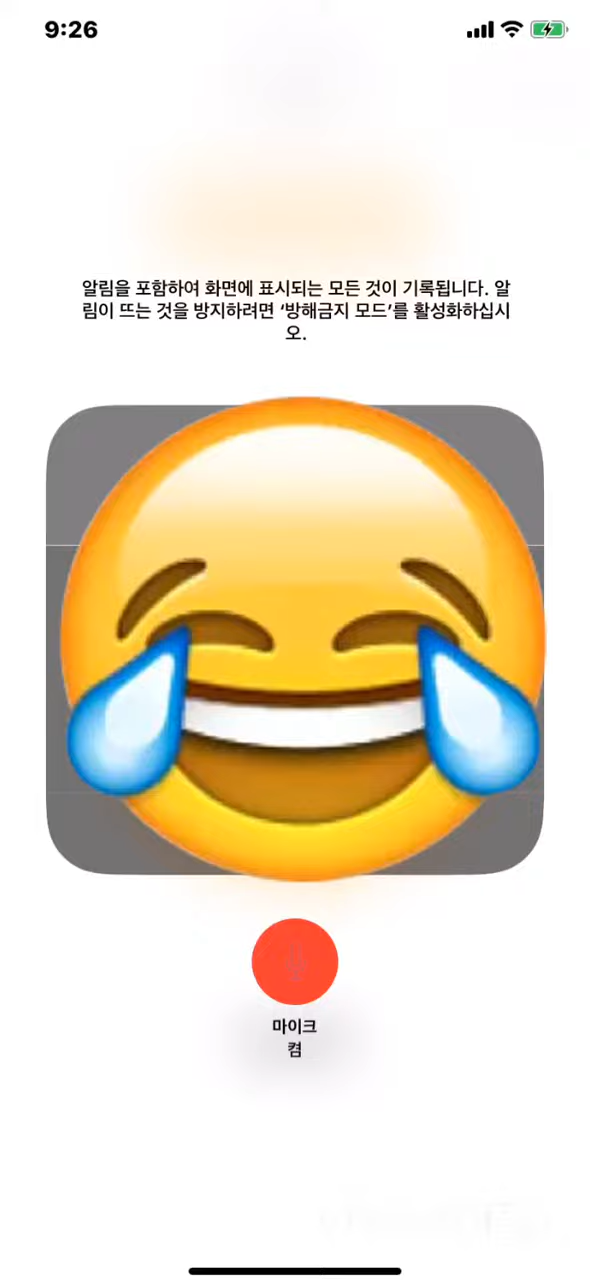 9:26
알림을 포함하여 화면에 표시되는 모든 것이 기록됩니다. 알
림이 뜨는 것을 방지하려면 ‘방해금지 모드’를 활성화하십시
오.
마이크
켬